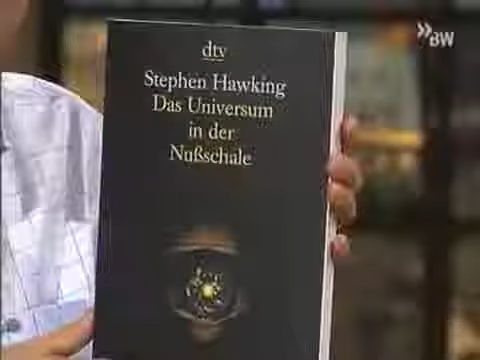 dtv
Stephen Hawking
Das Universum
in der
Nußschale
BW